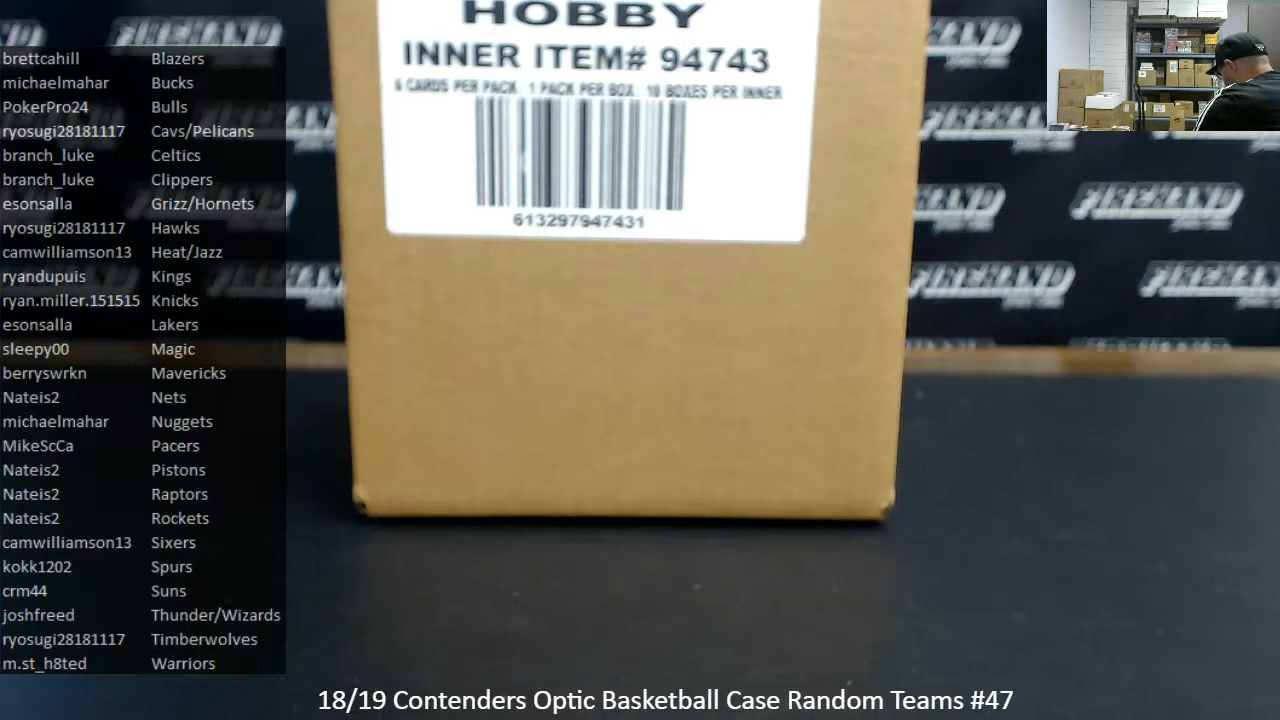 HOBBY
INNER ITEM# 94743
6 CARDS PER PACK 1 PACK PER BOX 10 BOXES PER INNER
613297947431
brettcahill Blazers
michaelmahar Bucks
PokerPro24 Bulls
ryosugi28181117 Cavs/Pelicans
branch_luke Celtics
branch_luke Clippers
esonsalla Grizz/Hornets
ryosugi28181117 Hawks
camwilliamson13 Heat/Jazz
ryandupuis Kings
ryan.miller.151515 Knicks
esonsalla Lakers
sleepy00 Magic
berryswrkn Mavericks
Nateis2 Nets
michaelmahar Nuggets
MikeScCa Pacers
Nateis2 Pistons
Nateis2 Raptors
Nateis2 Rockets
camwilliamson13 Sixers
kokk1202 Spurs
crm44 Suns
joshfreed Thunder/Wizards
ryosugi28181117 Timberwolves
m.st_h8ted Warriors
FIREHAND
FIREHAND
FIREHAND
FIREHAND
18/19 Contenders Optic Basketball Case Random Teams #47